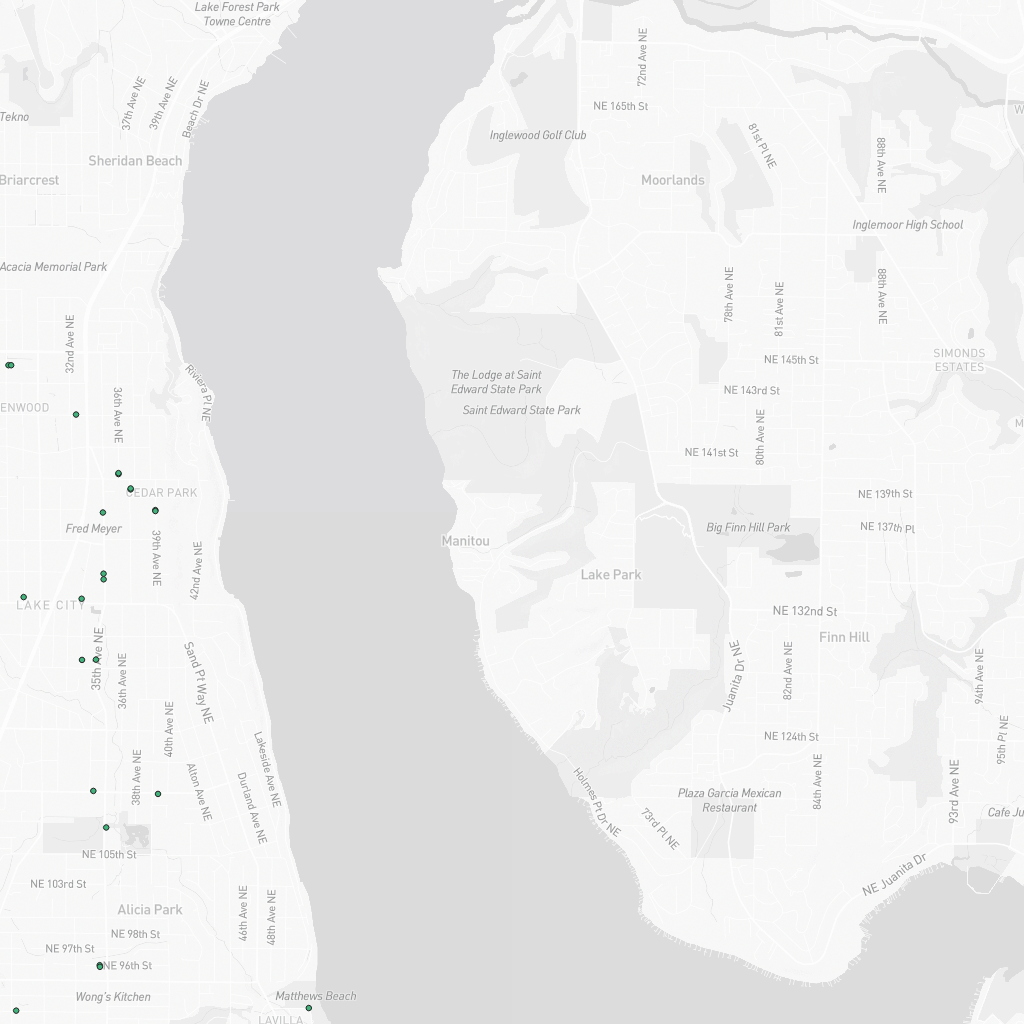 Lake Forest Park
Towne Centre
72nd Ave NE
37th Ave NE
39th Ave NE
Beach Dr NE
NE 165th St
Tekno
Inglewood Golf Club
81st Pl NE
88th Ave NE
Sheridan Beach
Briarcrest
Moorlands
Inglemoor High School
Acacia Memorial Park
78th Ave NE
81st Ave NE
88th Ave NE
32nd Ave NE
NE 145th St
SIMONDS
ESTATES
The Lodge at Saint
Edward State Park
Riviera Pl NE
NE 143rd St
ENWOOD
36th Ave NE
Saint Edward State Park
80th Ave NE
NE 141st St
CEDAR PARK
NE 139th St
Fred Meyer
Big Finn Hill Park
NE 137th Pl
Manitou
39th Ave NE
42nd Ave NE
Lake Park
LAKE CITY
NE 132nd St
Finn Hill
35th Ave NE
36th Ave NE
Sand Pt Way NE
Juanita Dr NE
82nd Ave NE
94th Ave NE
40th Ave NE
NE 124th St
95th Pl NE
Lakeside Ave NE
38th Ave NE
Alton Ave NE
Durland Ave NE
Holmes Pt Dr NE
73rd Pl NE
Plaza Garcia Mexican
Restaurant
84th Ave NE
93rd Ave NE
Cafe Ju
NE 105th St
NE 103rd St
NE Juanita Dr
Alicia Park
46th Ave NE
48th Ave NE
NE 98th St
NE 97th St
NE 96th St
Wong's Kitchen
Matthews Beach
LAVILLA